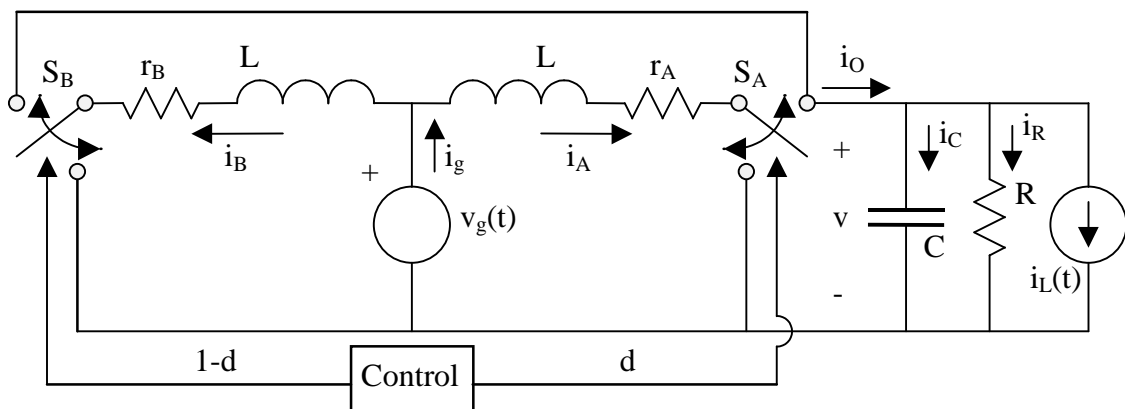 L L
S_B r_B r_A S_A i_O
i_B i_g i_A + i_C i_R
+ v_g(t) v C R
- i_L(t)
1-d Control d